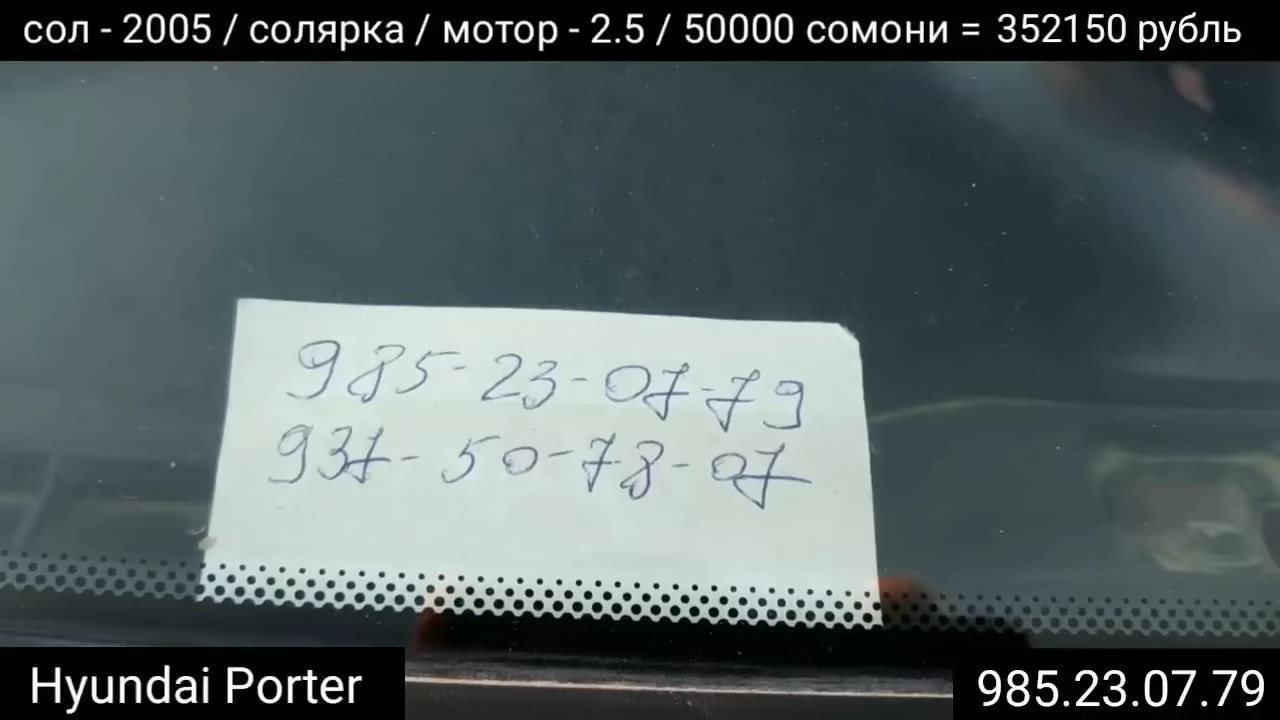 сол - 2005 / солярка / мотор - 2.5 / 50000 сомони = 352150 рубль
985-23-07-79
937-50-78-07
Hyundai Porter
985.23.07.79